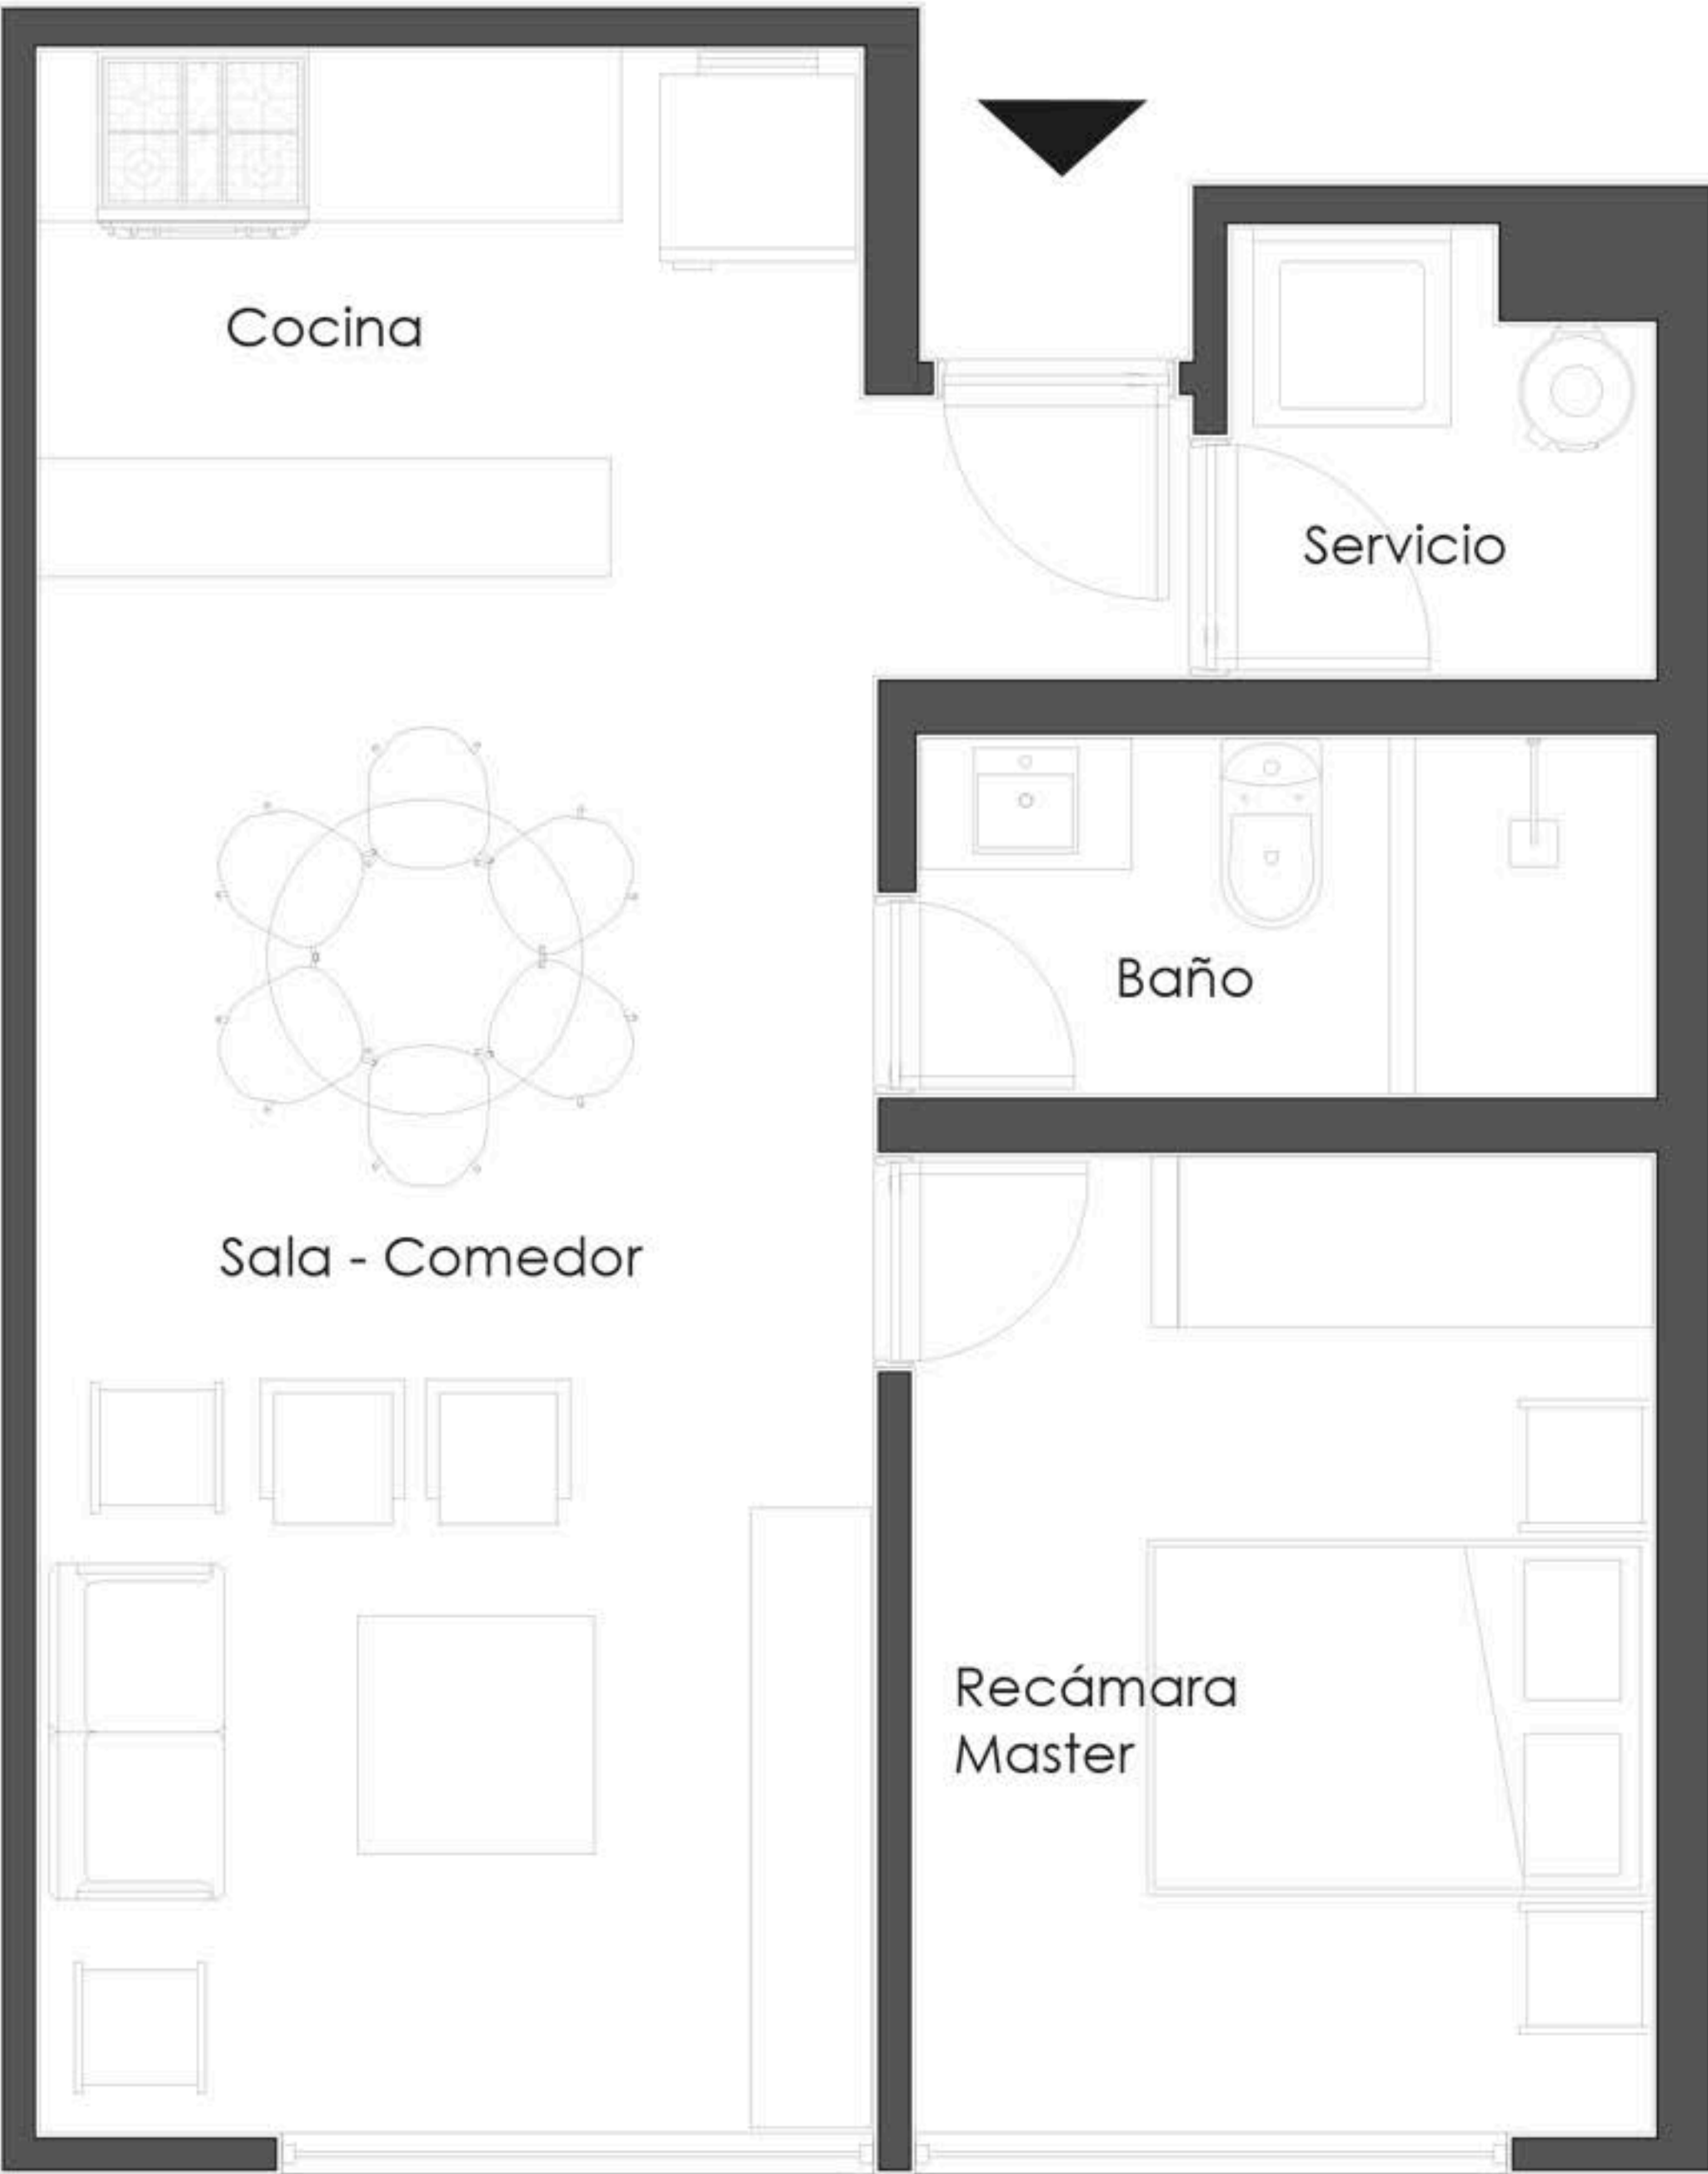 Cocina
Servicio
Baño
Sala - Comedor
Recámara
Master